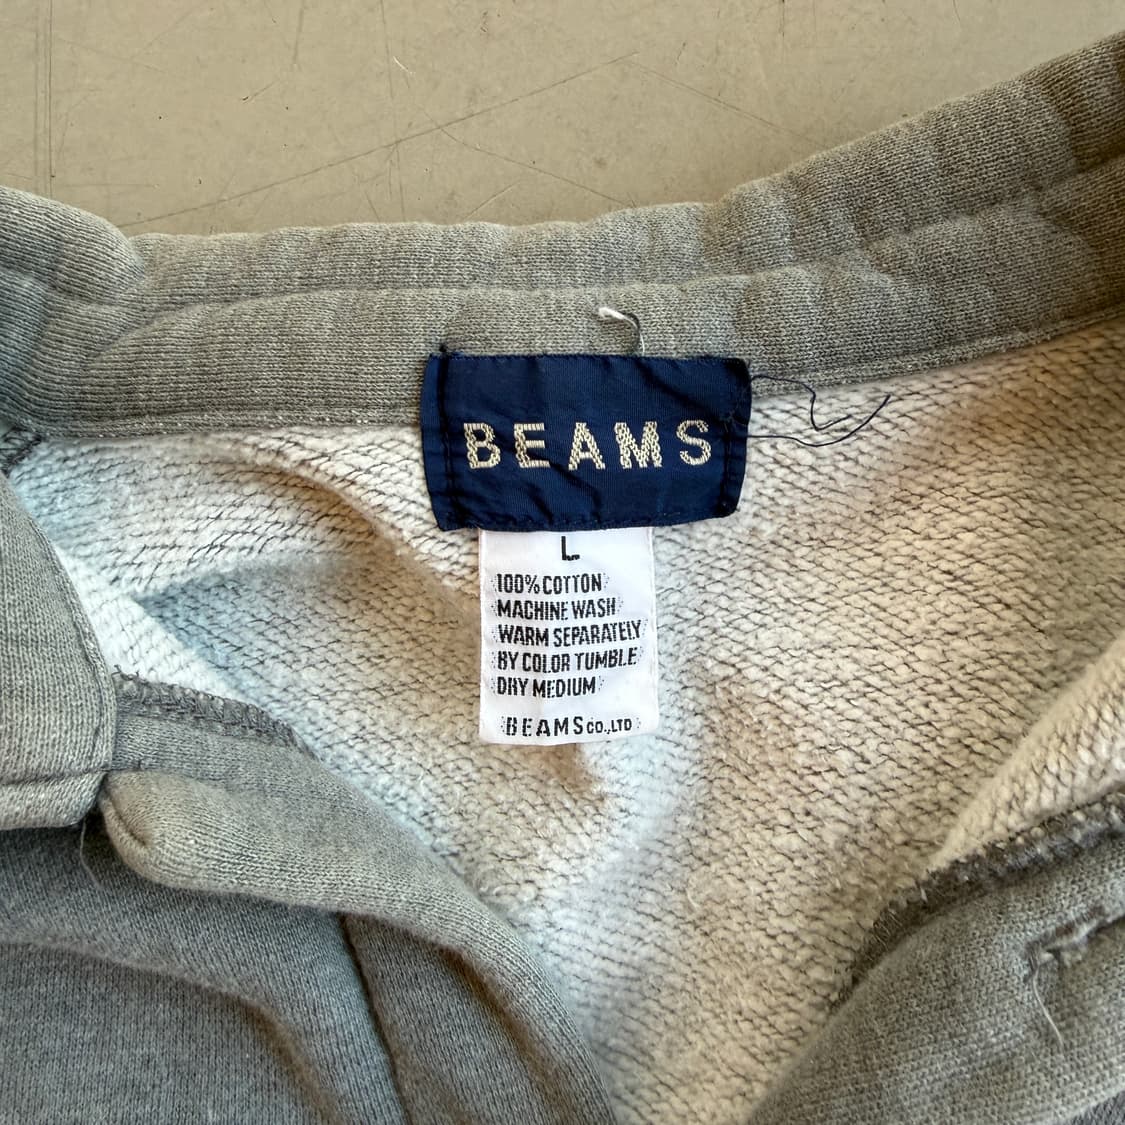 BEAMS
L
100% COTTON
MACHINE WASH
WARM SEPARATELY
BY COLOR TUMBLE
DRY MEDIUM
BEAMS CO.,LTD